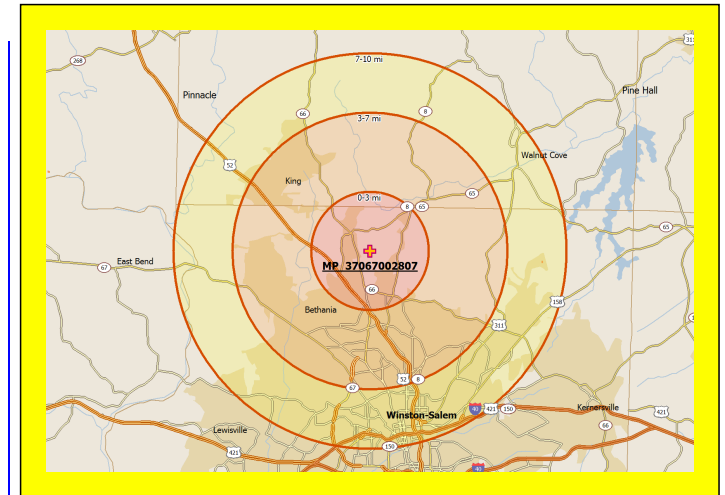 7-10 mi
268
311
Pinnacle
Pine Hall
66
8
3-7 mi
52
Walnut Cove
King
65
0-3 mi
8 65
65
MP 37067002807
East Bend
67
66
158
Bethania
311
52 8
67
Winston-Salem
40 421 150
Kernersville
421
66
Lewisville
150
421